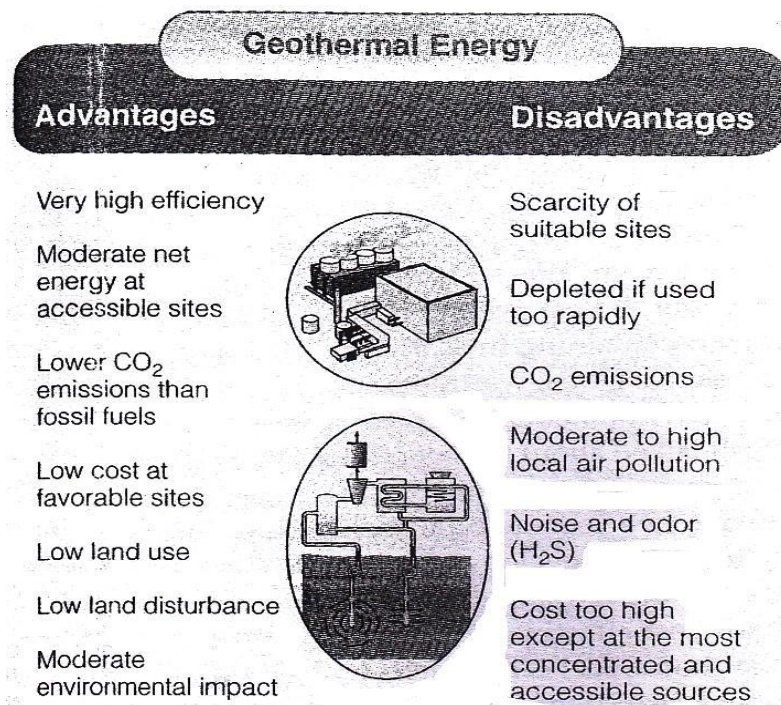 Geothermal Energy
Advantages
Disadvantages
Very high efficiency
Moderate net
energy at
accessible sites
Lower CO₂
emissions than
fossil fuels
Low cost at
favorable sites
Low land use
Low land disturbance
Moderate
environmental impact
Scarcity of
suitable sites
Depleted if used
too rapidly
CO₂ emissions
Moderate to high
local air pollution
Noise and odor
(H₂S)
Cost too high
except at the most
concentrated and
accessible sources